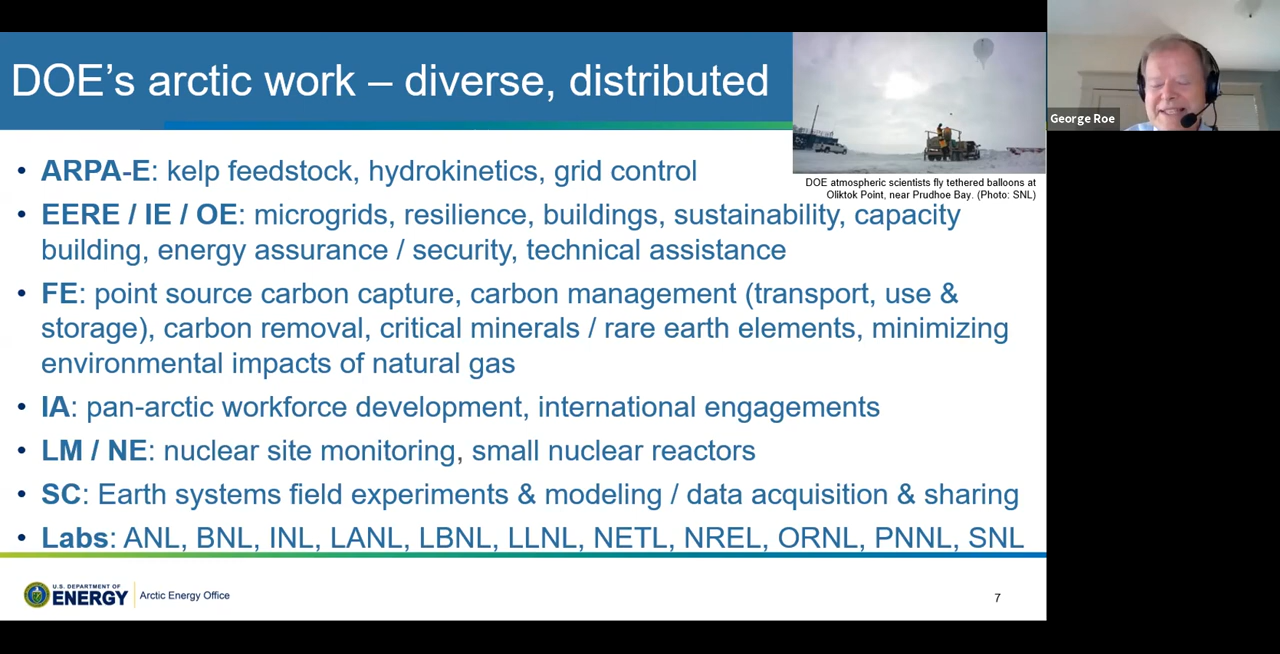 DOE's arctic work – diverse, distributed
George Roe
DOE atmospheric scientists fly tethered balloons at
Oliktok Point, near Prudhoe Bay. (Photo: SNL)
• ARPA-E: kelp feedstock, hydrokinetics, grid control
• EERE / IE / OE: microgrids, resilience, buildings, sustainability, capacity
building, energy assurance / security, technical assistance
• FE: point source carbon capture, carbon management (transport, use &
storage), carbon removal, critical minerals / rare earth elements, minimizing
environmental impacts of natural gas
• IA: pan-arctic workforce development, international engagements
• LM / NE: nuclear site monitoring, small nuclear reactors
• SC: Earth systems field experiments & modeling / data acquisition & sharing
• Labs: ANL, BNL, INL, LANL, LBNL, LLNL, NETL, NREL, ORNL, PNNL, SNL
U.S. DEPARTMENT OF
ENERGY
Arctic Energy Office
7